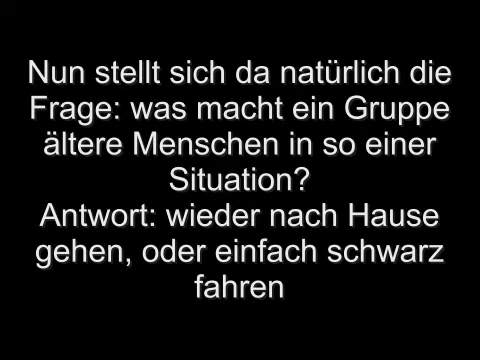 Nun stellt sich da natürlich die
Frage: was macht ein Gruppe
ältere Menschen in so einer
Situation?
Antwort: wieder nach Hause
gehen, oder einfach schwarz
fahren